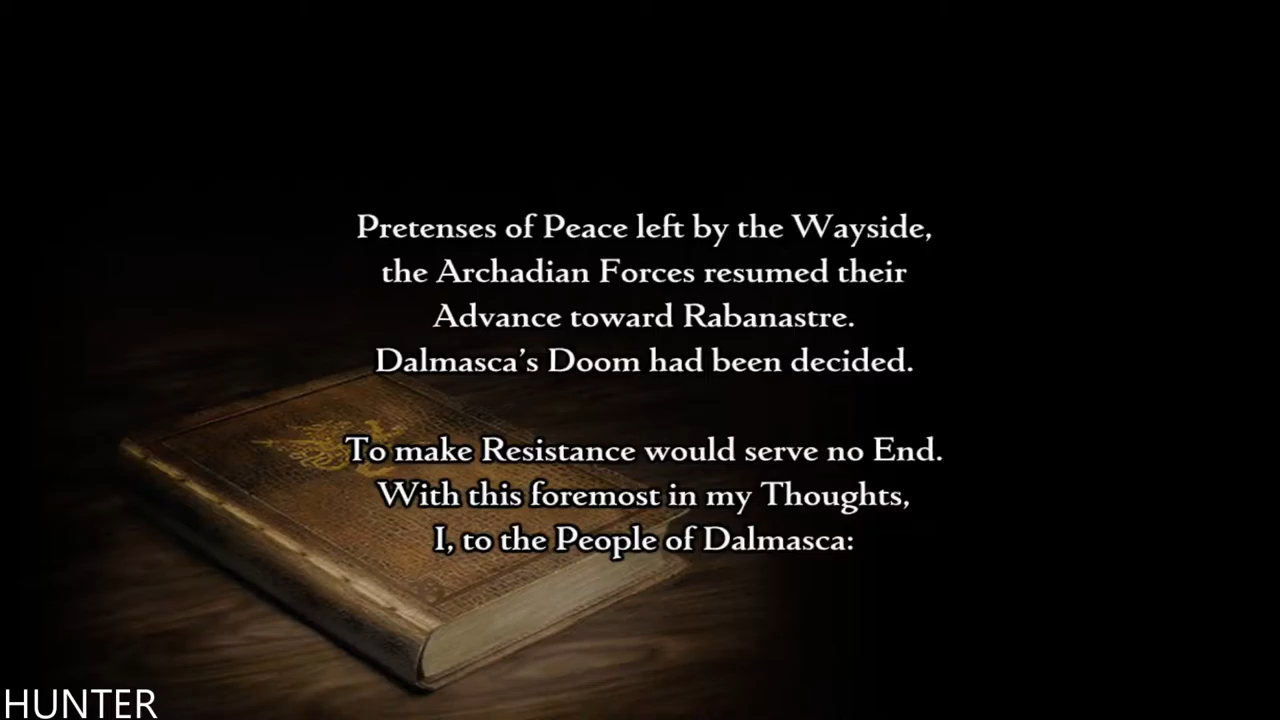 Pretenses of Peace left by the Wayside,
the Archadian Forces resumed their
Advance toward Rabanastre.
Dalmasca's Doom had been decided.
To make Resistance would serve no End.
With this foremost in my Thoughts,
I, to the People of Dalmasca:
HUNTER